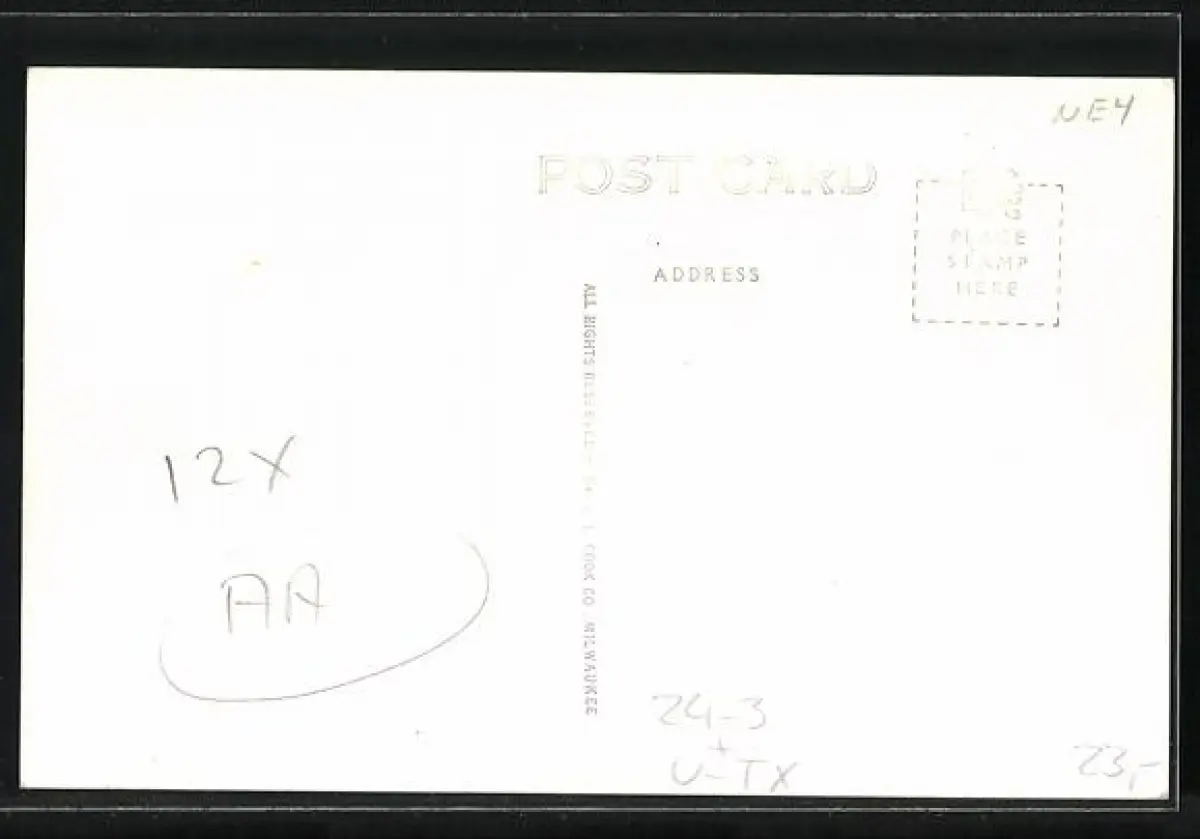 NE4
POST CARD
PLACE
STAMP
HERE
ADDRESS
ALL RIGHTS RESERVED
COOK CO MILWAUKEE
12X
AA
24-3
+
U-TX
23,-